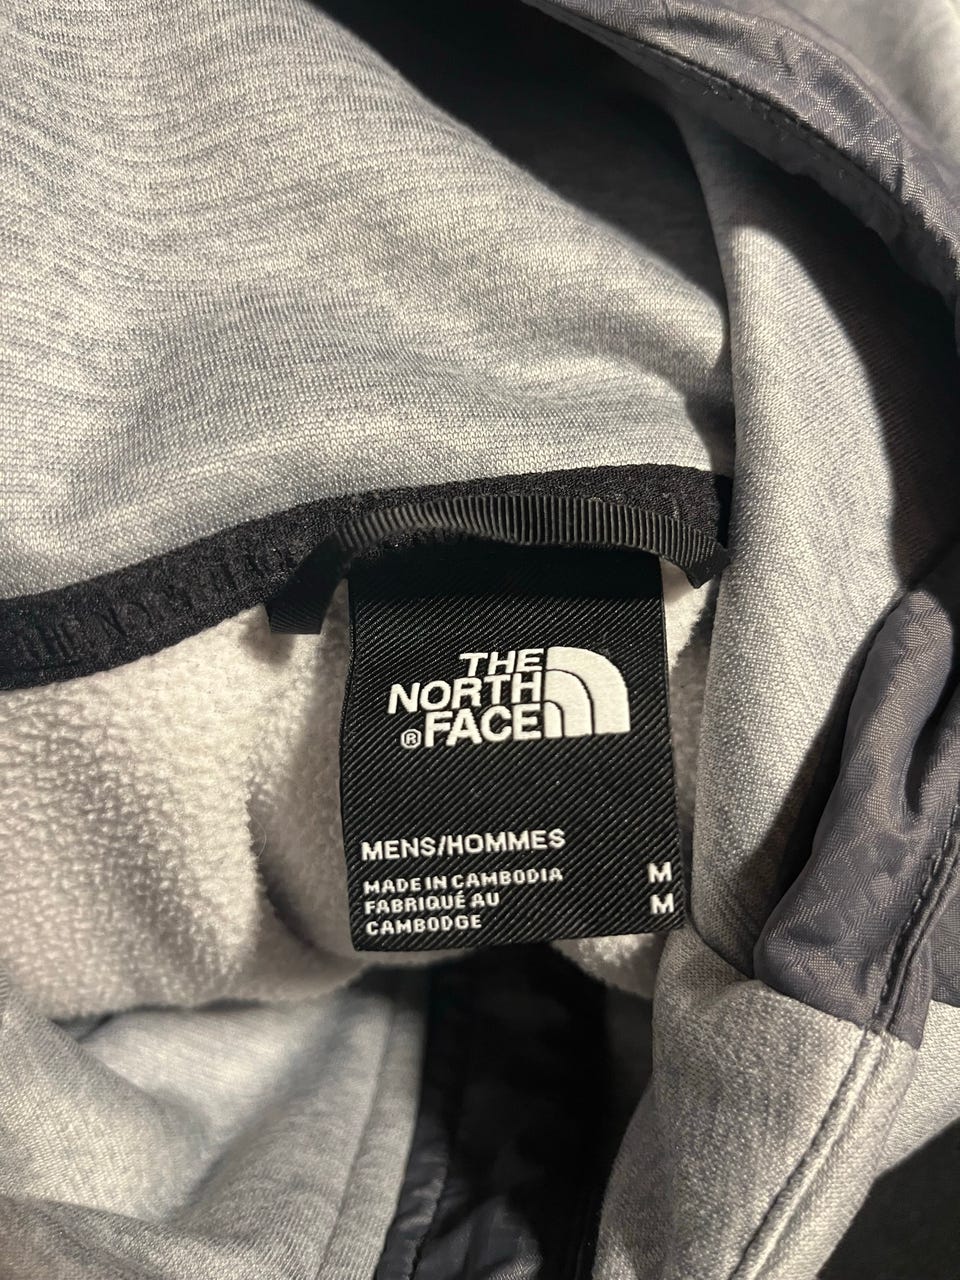 THE
NORTH
® FACE
MENS/HOMMES
MADE IN CAMBODIA M
FABRIQUÉ AU M
CAMBODGE